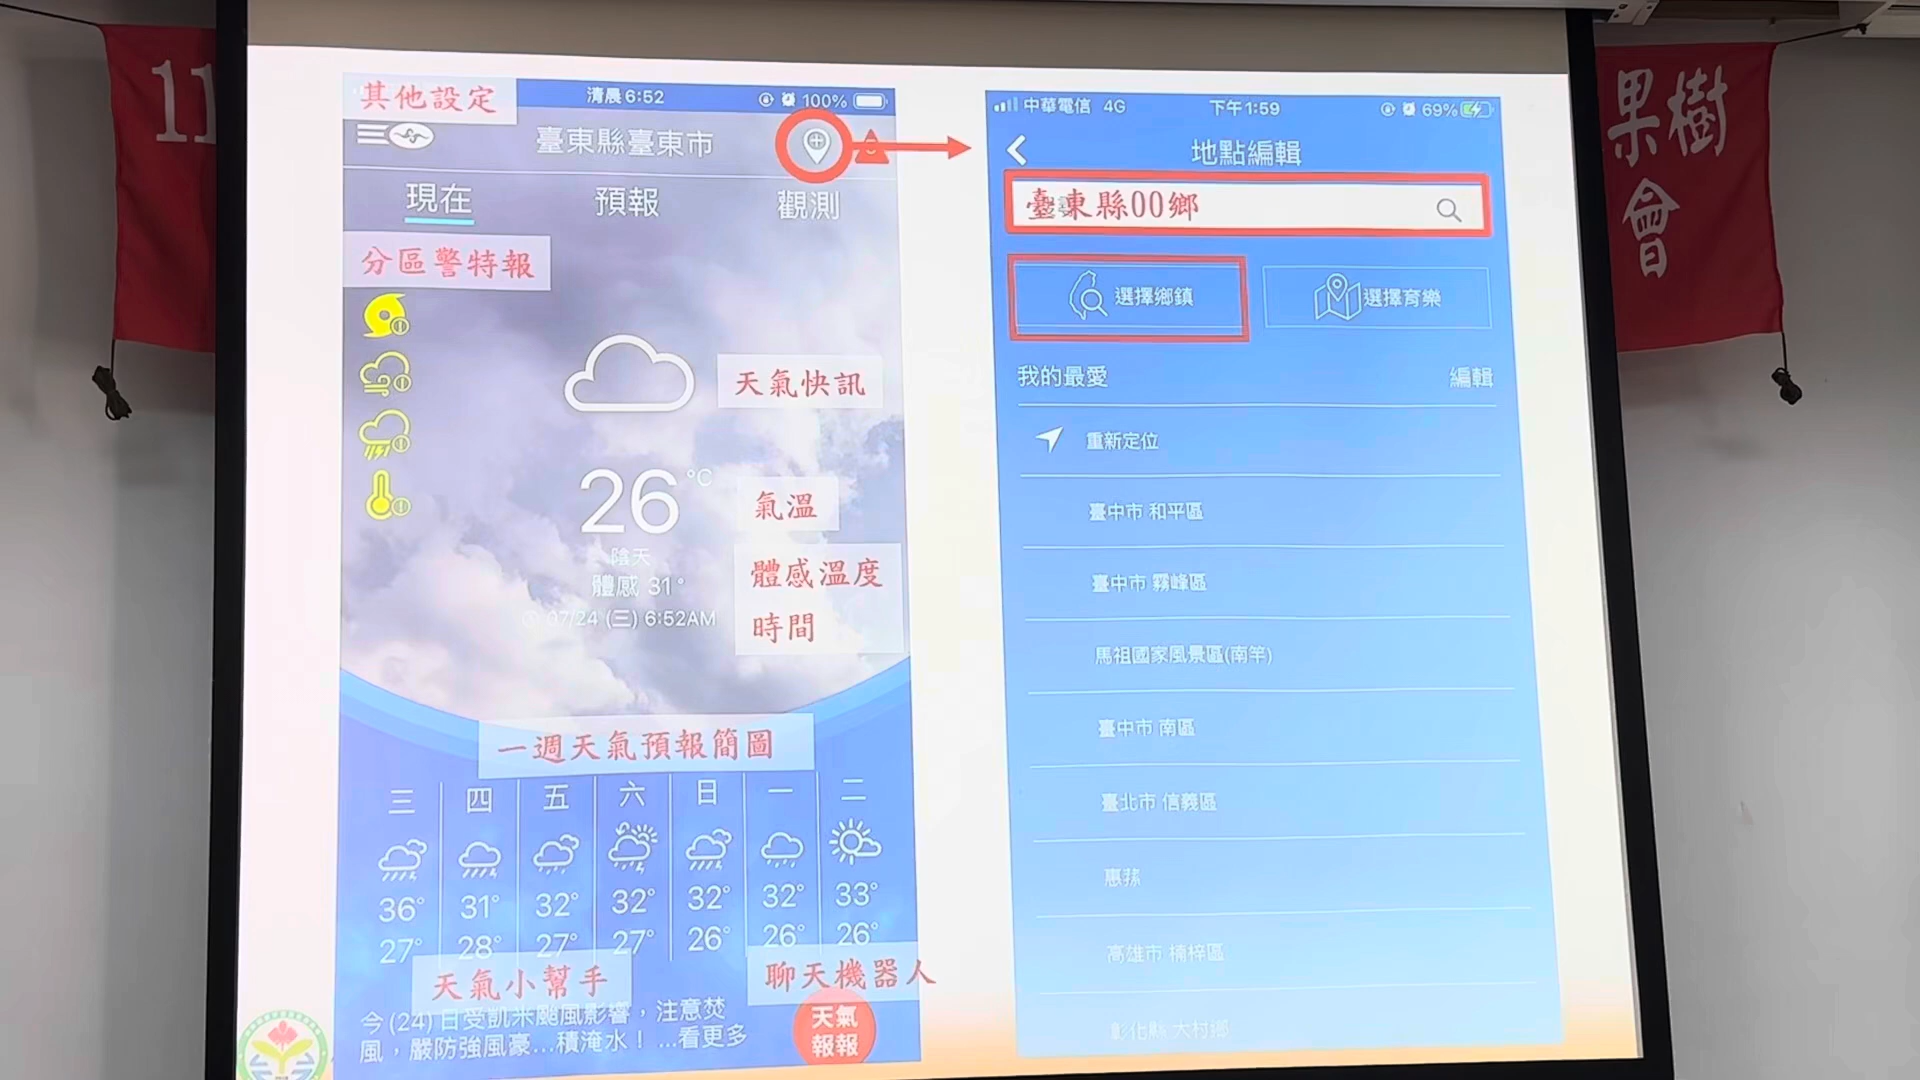 11
其他設定
清晨6:52
100%
臺東縣臺東市
現在
預報
觀測
分區警特報
天氣快訊
26
°C
氣溫
陰天
體感 31°
體感溫度
07/24 (三) 6:52AM
時間
一週天氣預報簡圖
三 四 五 六 日 一 二
36° 31° 32° 32° 32° 32° 33°
27° 28° 27° 27° 26° 26° 26°
天氣小幫手
聊天機器人
今(24)日受凱米颱風影響，注意焚
風，嚴防強風豪...積淹水！ ...看更多
天氣
報報
中華電信 4G
下午1:59
69%
地點編輯
臺東縣00鄉
選擇鄉鎮
選擇育樂
我的最愛
編輯
重新定位
臺中市 和平區
臺中市 霧峰區
馬祖國家風景區(南竿)
臺中市 南區
臺北市 信義區
惠蓀
高雄市 楠梓區
彰化縣 大村鄉
果樹
會